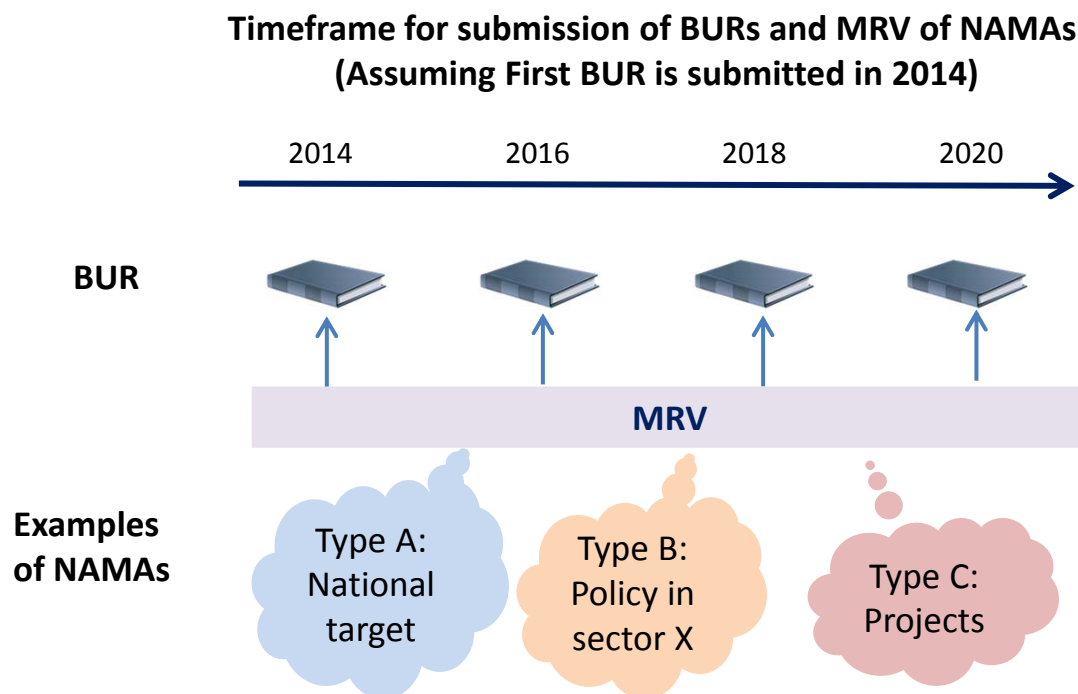 Timeframe for submission of BURs and MRV of NAMAs
(Assuming First BUR is submitted in 2014)
2014 2016 2018 2020
BUR
MRV
Examples
of NAMAs
Type A:
National
target
Type B:
Policy in
sector X
Type C:
Projects